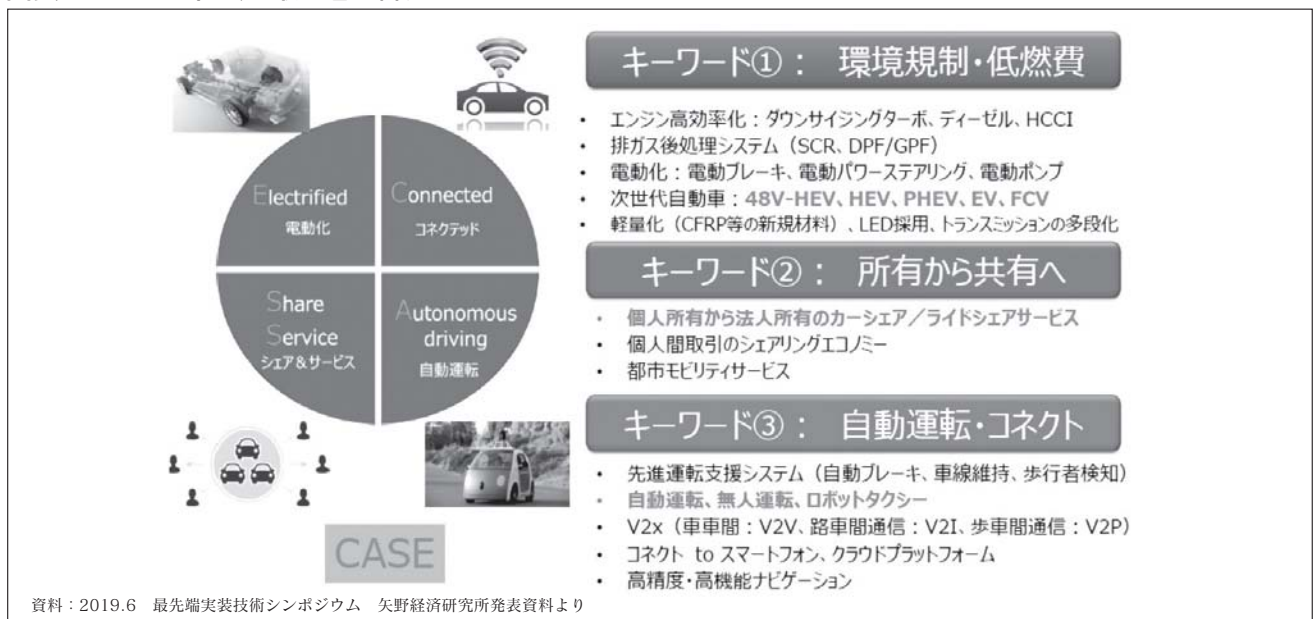 Electrified
電動化
Connected
コネクテッド
Share
Service
シェア&サービス
Autonomous
driving
自動運転
CASE
キーワード①： 環境規制・低燃費
・ エンジン高効率化：ダウンサイジングターボ、ディーゼル、HCCI
・ 排ガス後処理システム（SCR、DPF/GPF）
・ 電動化：電動ブレーキ、電動パワーステアリング、電動ポンプ
・ 次世代自動車：48V-HEV、HEV、PHEV、EV、FCV
・ 軽量化（CFRP等の新規材料）、LED採用、トランスミッションの多段化
キーワード②： 所有から共有へ
・ 個人所有から法人所有のカーシェア／ライドシェアサービス
・ 個人間取引のシェアリングエコノミー
・ 都市モビリティサービス
キーワード③： 自動運転・コネクト
・ 先進運転支援システム（自動ブレーキ、車線維持、歩行者検知）
・ 自動運転、無人運転、ロボットタクシー
・ V2x（車車間：V2V、路車間通信：V2I、歩車間通信：V2P）
・ コネクト to スマートフォン、クラウドプラットフォーム
・ 高精度・高機能ナビゲーション
資料：2019.6 最先端実装技術シンポジウム 矢野経済研究所発表資料より